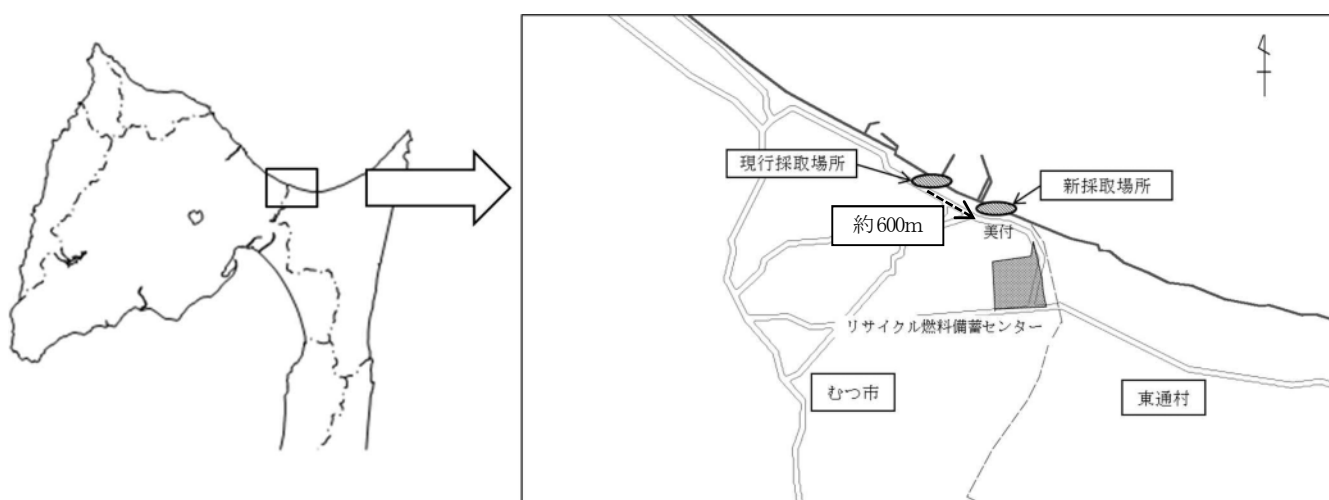 現行採取場所
新採取場所
約600m
美付
リサイクル燃料備蓄センター
むつ市
東通村